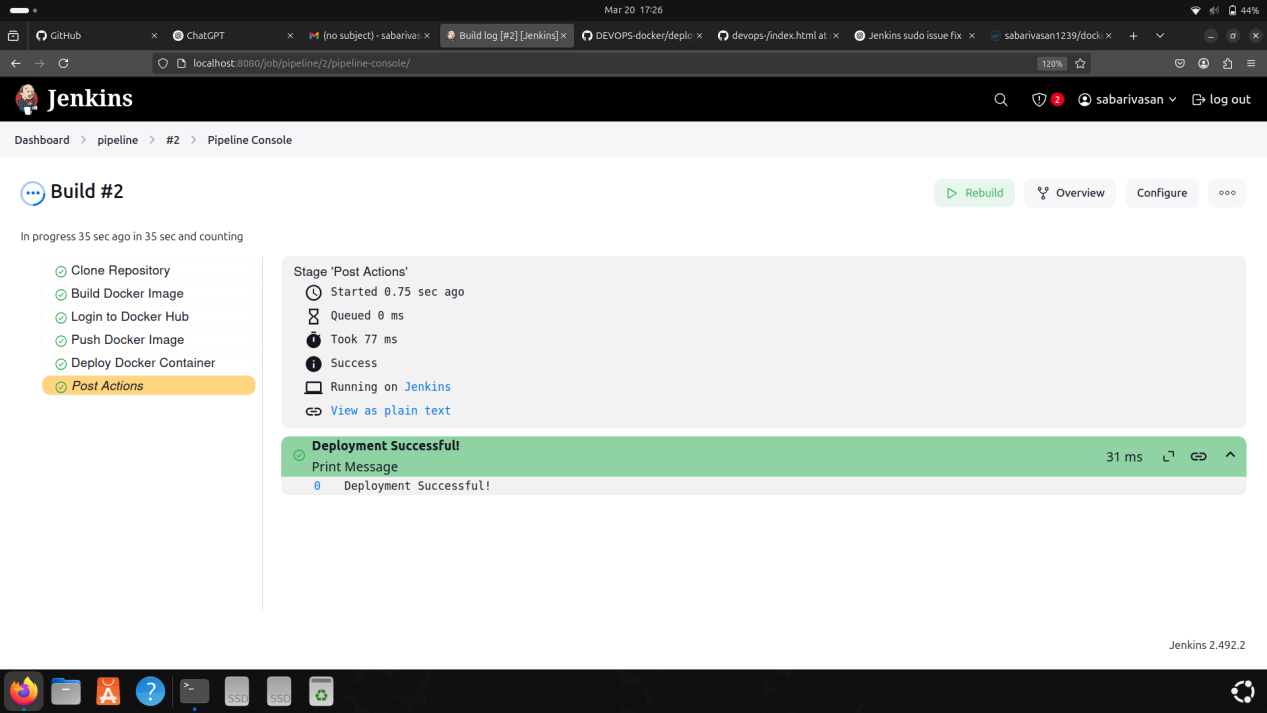 Mar 20 17:26
44%
GitHub
ChatGPT
(no subject) - sabarivas
Build log [#2] [Jenkins]
DEVOPS-docker/deplo
devops-/index.html at
Jenkins sudo issue fix
sabarivasan1239/dock
localhost:8080/job/pipeline/2/pipeline-console/
120%
Jenkins
2
sabarivasan
log out
Dashboard
pipeline
#2
Pipeline Console
Build #2
Rebuild
Overview
Configure
In progress 35 sec ago in 35 sec and counting
Clone Repository
Build Docker Image
Login to Docker Hub
Push Docker Image
Deploy Docker Container
Post Actions
Stage 'Post Actions'
Started 0.75 sec ago
Queued 0 ms
Took 77 ms
Success
Running on Jenkins
View as plain text
Deployment Successful!
Print Message
31 ms
0 Deployment Successful!
Jenkins 2.492.2
SSD
SSD